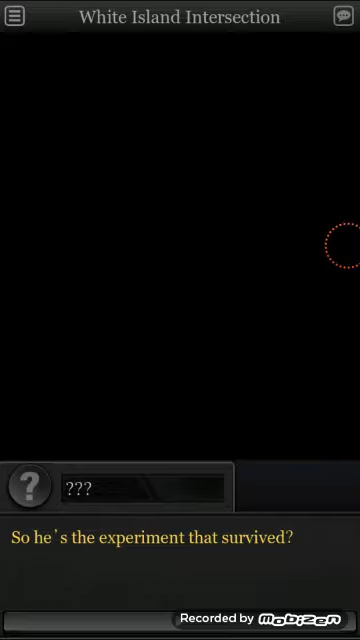 White Island Intersection
?
???
So he's the experiment that survived?
Recorded by MOBIZEN